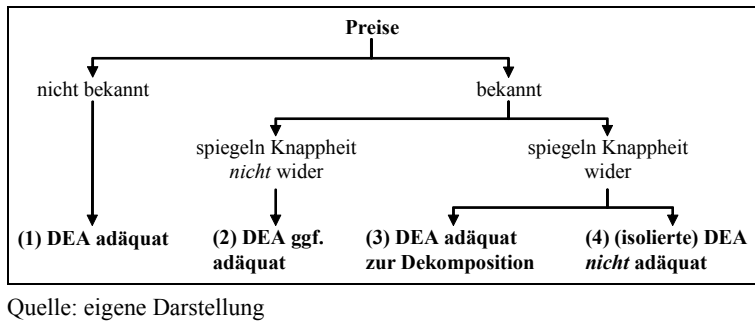 Preise
nicht bekannt
bekannt
spiegeln Knappheit
nicht wider
spiegeln Knappheit
wider
(1) DEA adäquat
(2) DEA ggf.
adäquat
(3) DEA adäquat
zur Dekomposition
(4) (isolierte) DEA
nicht adäquat
Quelle: eigene Darstellung